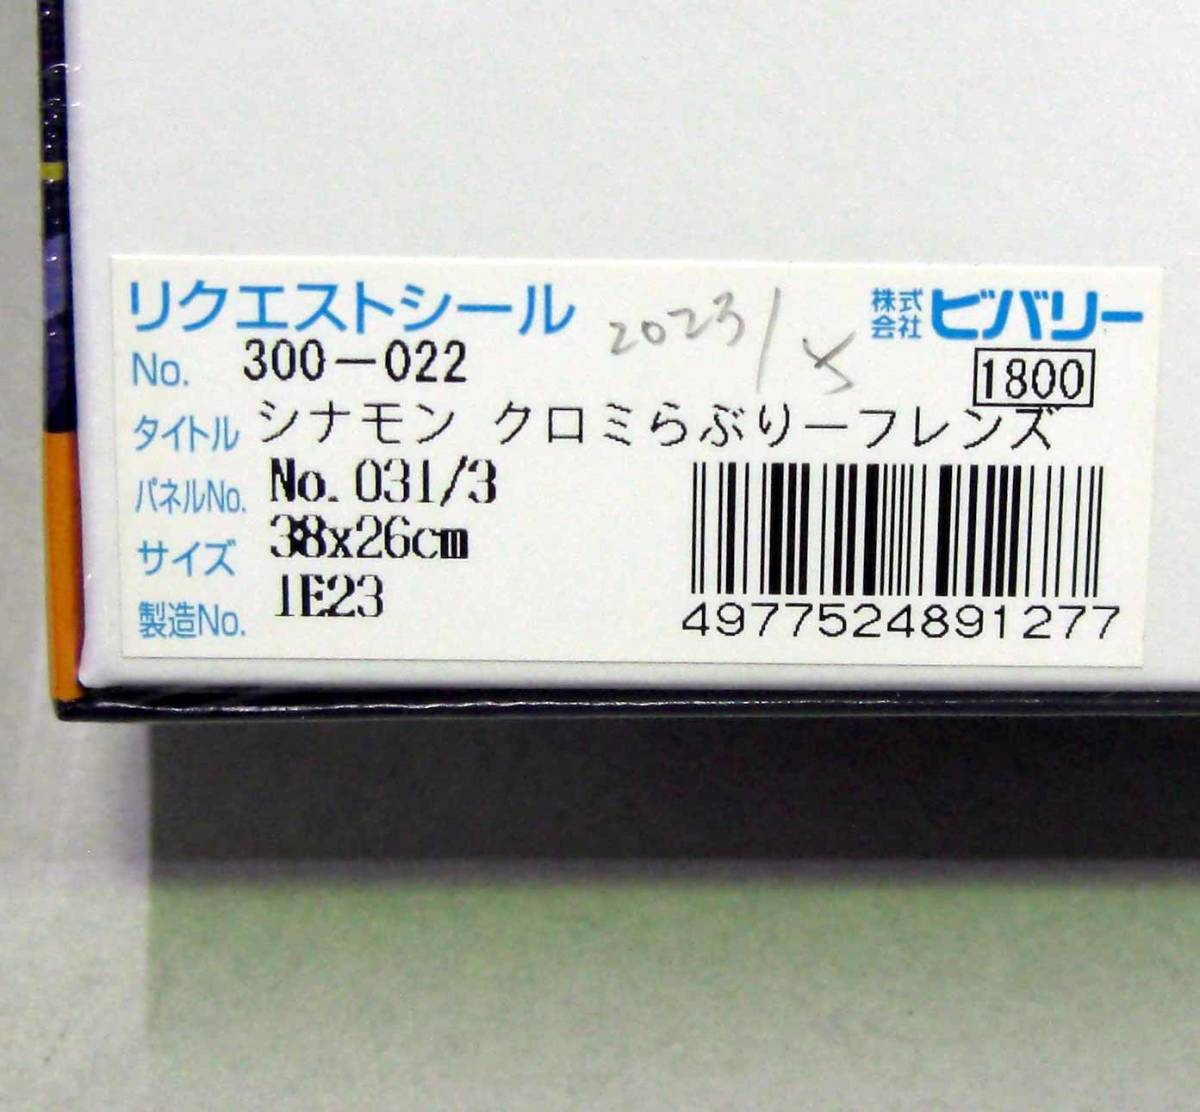 リクエストシール
2023/5
株式会社 ビバリー
No. 300-022
1800
タイトル シナモン クロミらぶりーフレンズ
パネルNo. No.031/3
サイズ 38x26cm
製造No. 1E23
4977524891277